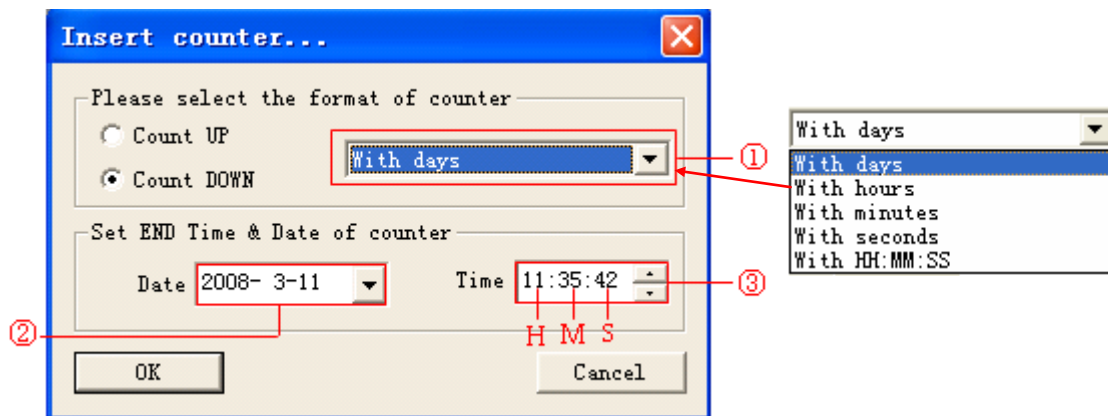 Insert counter...
Please select the format of counter
Count UP
Count DOWN
With days
①
Set END Time & Date of counter
Date 2008- 3-11 Time 11:35:42
③
②
H M S
OK Cancel
With days
With days
With hours
With minutes
With seconds
With HH:MM:SS